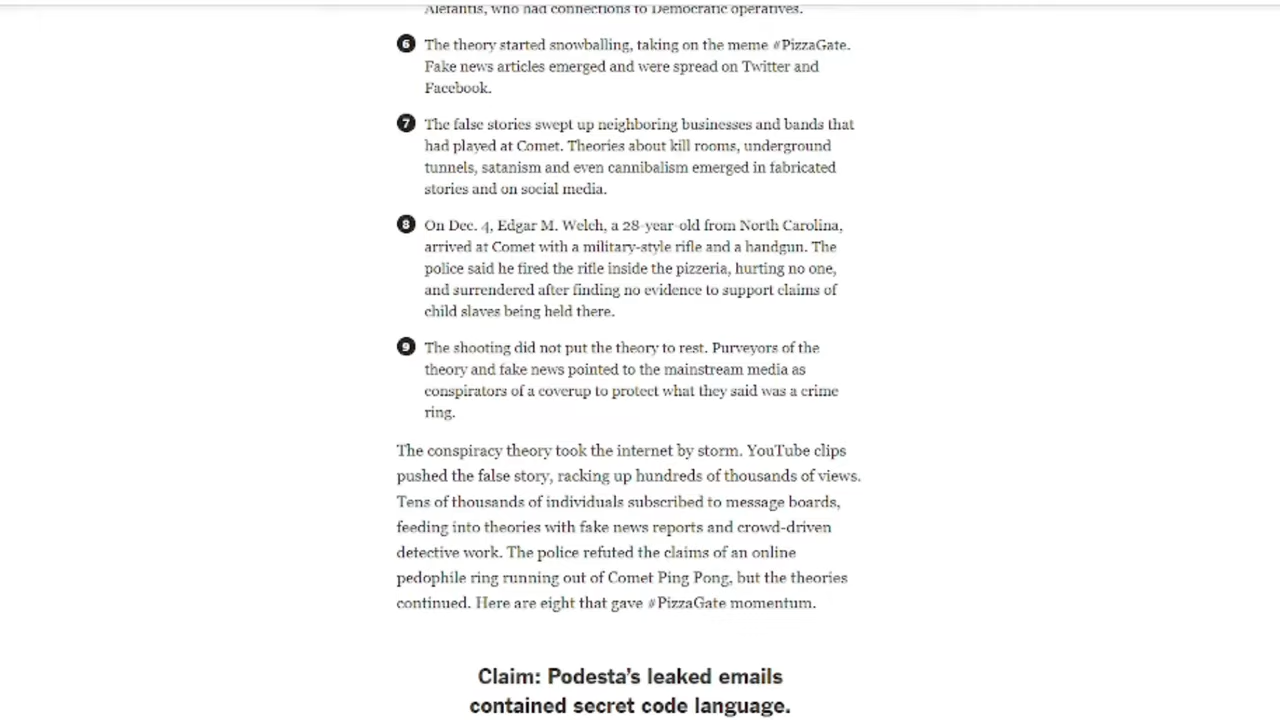 Alefantis, who had connections to Democratic operatives.
6 The theory started snowballing, taking on the meme #PizzaGate.
Fake news articles emerged and were spread on Twitter and
Facebook.
7 The false stories swept up neighboring businesses and bands that
had played at Comet. Theories about kill rooms, underground
tunnels, satanism and even cannibalism emerged in fabricated
stories and on social media.
8 On Dec. 4, Edgar M. Welch, a 28-year-old from North Carolina,
arrived at Comet with a military-style rifle and a handgun. The
police said he fired the rifle inside the pizzeria, hurting no one,
and surrendered after finding no evidence to support claims of
child slaves being held there.
9 The shooting did not put the theory to rest. Purveyors of the
theory and fake news pointed to the mainstream media as
conspirators of a coverup to protect what they said was a crime
ring.
The conspiracy theory took the internet by storm. YouTube clips
pushed the false story, racking up hundreds of thousands of views.
Tens of thousands of individuals subscribed to message boards,
feeding into theories with fake news reports and crowd-driven
detective work. The police refuted the claims of an online
pedophile ring running out of Comet Ping Pong, but the theories
continued. Here are eight that gave #PizzaGate momentum.
Claim: Podesta's leaked emails
contained secret code language.